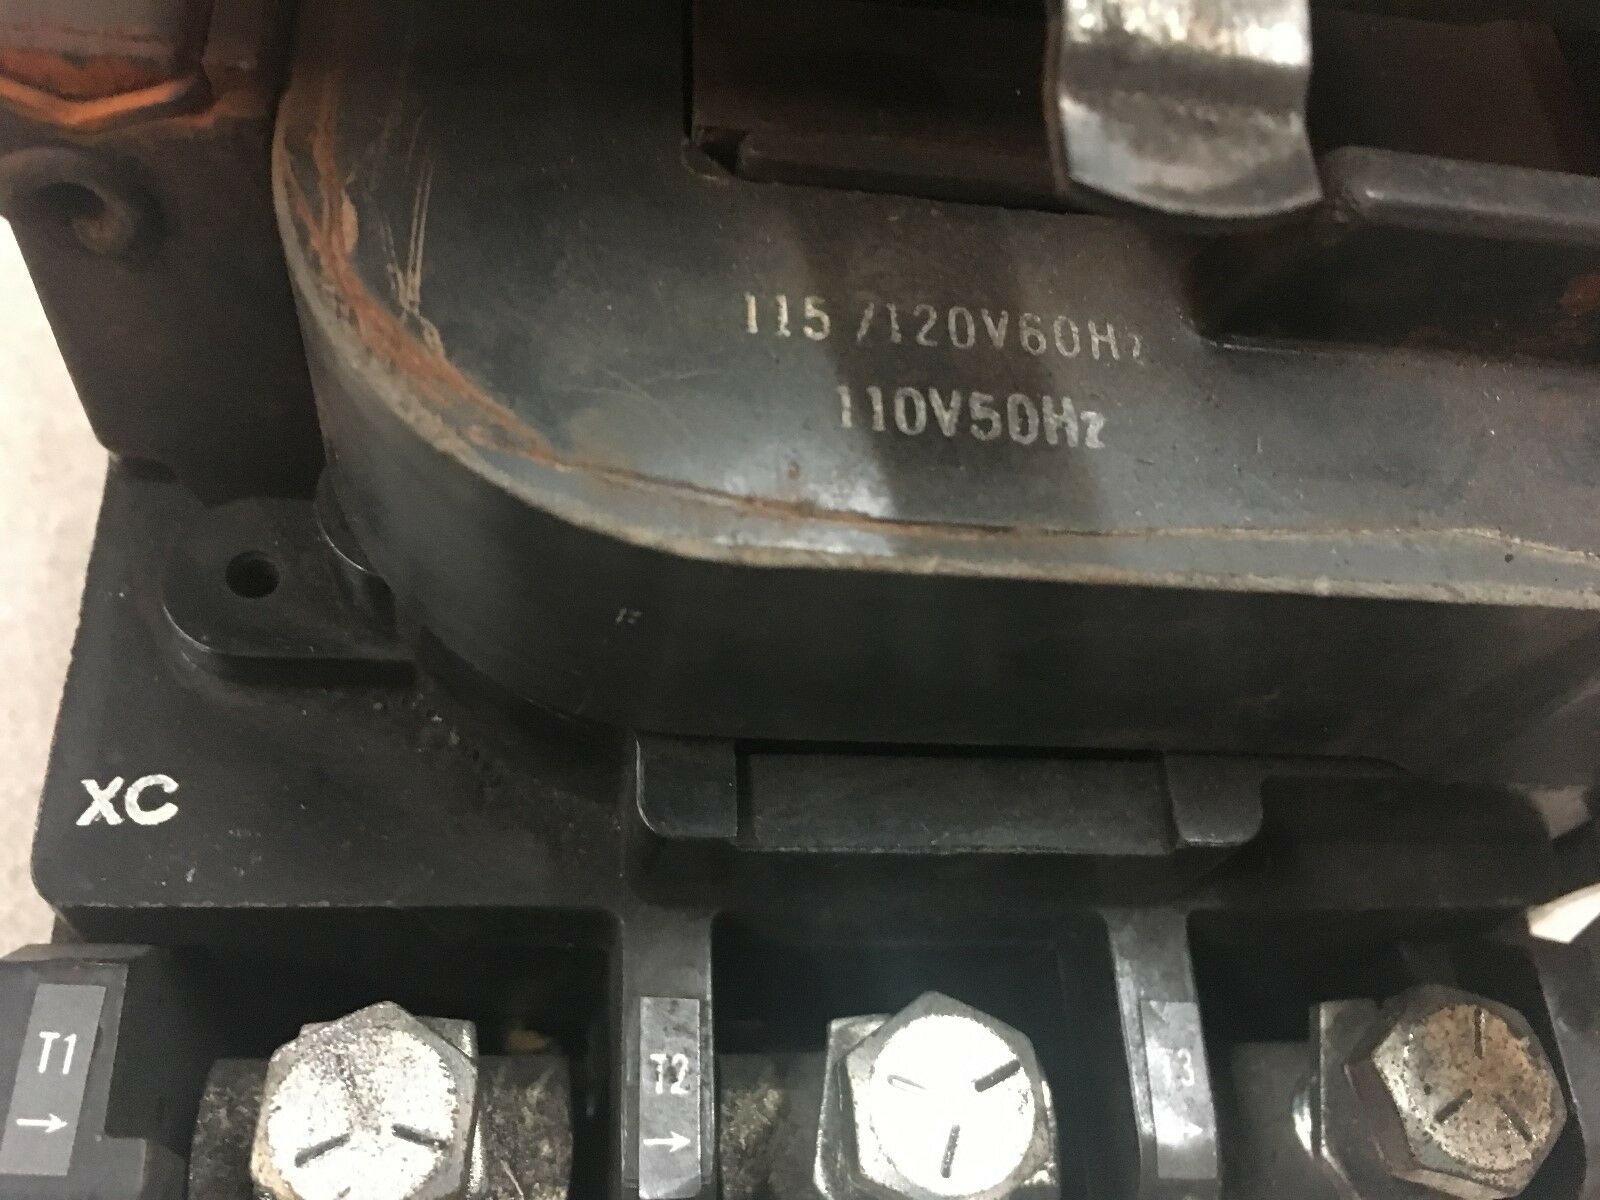 115/120V60Hz
110V50Hz
XC
T1
→
T2
→
T3
→